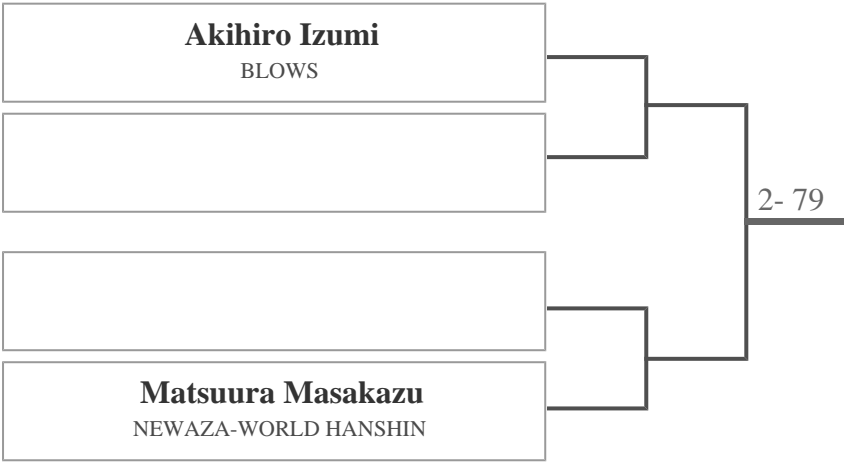 Akihiro Izumi
BLOWS
2- 79
Matsuura Masakazu
NEWAZA-WORLD HANSHIN